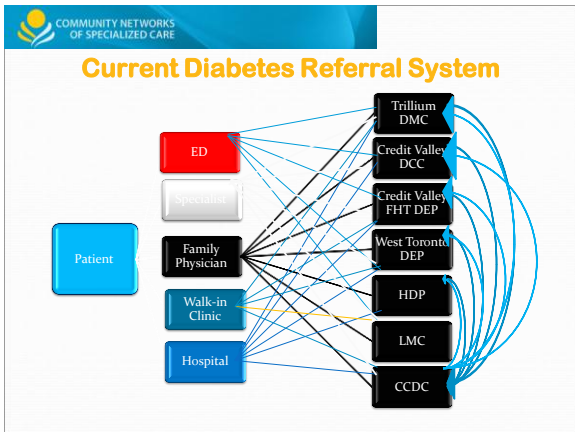 COMMUNITY NETWORKS
OF SPECIALIZED CARE
Current Diabetes Referral System
Patient
ED
Specialist
Family
Physician
Walk-in
Clinic
Hospital
Trillium
DMC
Credit Valley
DCC
Credit Valley
FHT DEP
West Toronto
DEP
HDP
LMC
CCDC